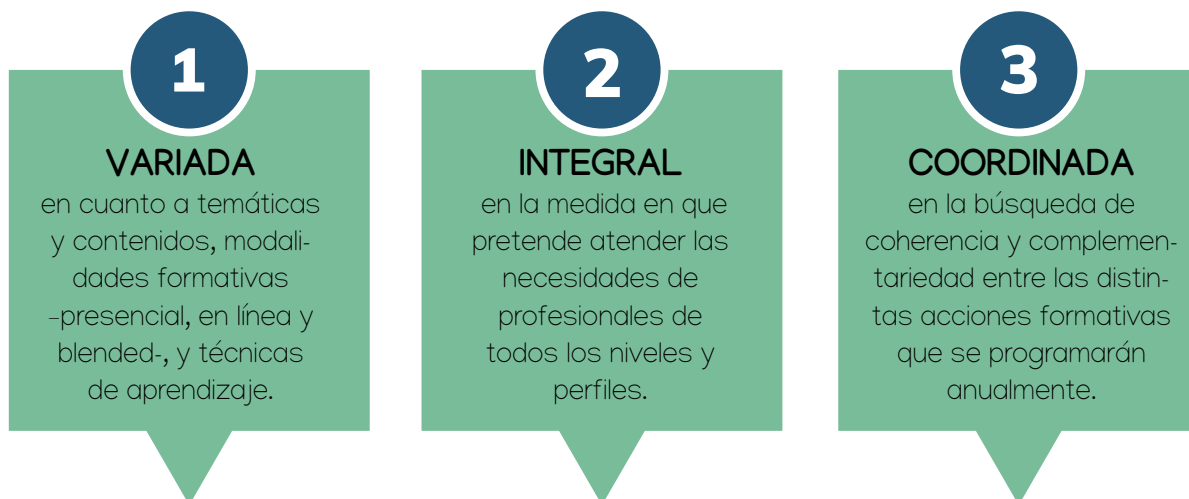 1
VARIADA
en cuanto a temáticas
y contenidos, modali-
dades formativas
-presencial, en línea y
blended-, y técnicas
de aprendizaje.
2
INTEGRAL
en la medida en que
pretende atender las
necesidades de
profesionales de
todos los niveles y
perfiles.
3
COORDINADA
en la búsqueda de
coherencia y complemen-
tariedad entre las distin-
tas acciones formativas
que se programarán
anualmente.